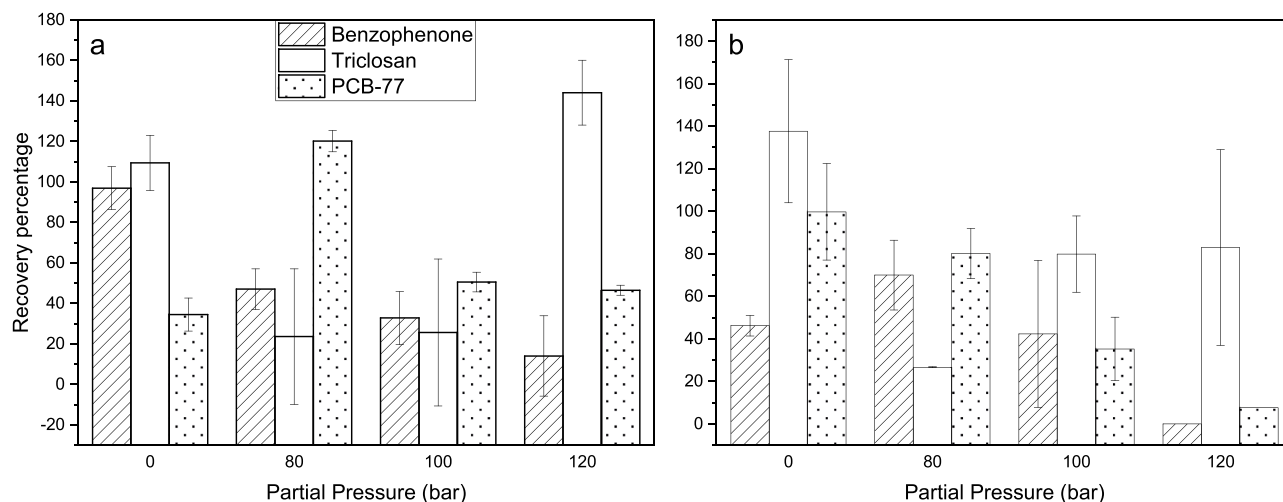 a
Benzophenone
Triclosan
PCB-77
Recovery percentage
180
160
140
120
100
80
60
40
20
0
-20
0 80 100 120
Partial Pressure (bar)
b
180
160
140
120
100
80
60
40
20
0
0 80 100 120
Partial Pressure (bar)